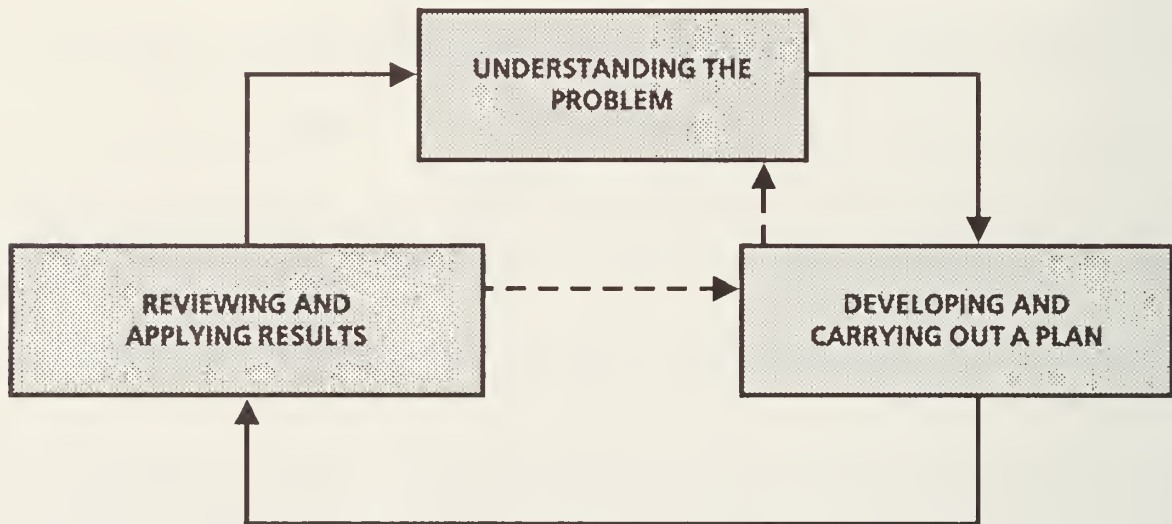 UNDERSTANDING THE
PROBLEM
REVIEWING AND
APPLYING RESULTS
DEVELOPING AND
CARRYING OUT A PLAN